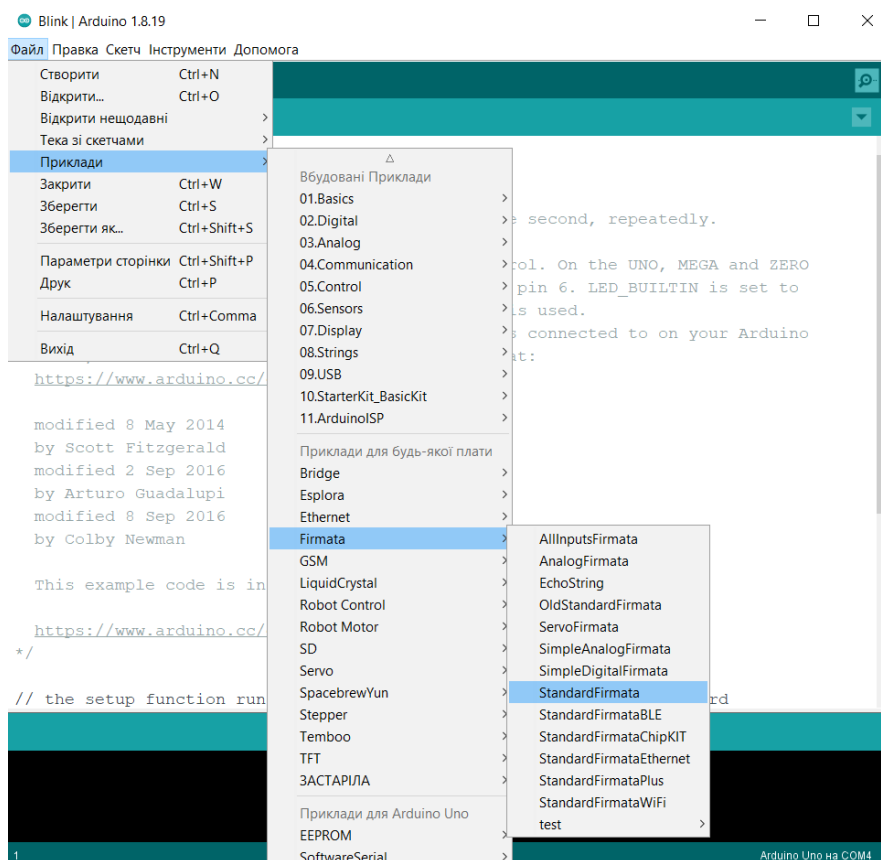 Blink | Arduino 1.8.19
Файл Правка Скетч Інструменти Допомога
Створити Ctrl+N
Відкрити... Ctrl+O
Відкрити нещодавні
Тека зі скетчами
Приклади
Закрити Ctrl+W
Зберегти Ctrl+S
Зберегти як... Ctrl+Shift+S
Параметри сторінки Ctrl+Shift+P
Друк Ctrl+P
Налаштування Ctrl+Comma
Вихід Ctrl+Q
Вбудовані Приклади
01.Basics
02.Digital
03.Analog
04.Communication
05.Control
06.Sensors
07.Display
08.Strings
09.USB
10.StarterKit_BasicKit
11.ArduinoISP
Приклади для будь-якої плати
Bridge
Esplora
Ethernet
Firmata
GSM
LiquidCrystal
Robot Control
Robot Motor
SD
Servo
SpacebrewYun
Stepper
Temboo
TFT
ЗАСТАРІЛА
Приклади для Arduino Uno
EEPROM
SoftwareSerial
AllInputsFirmata
AnalogFirmata
EchoString
OldStandardFirmata
ServoFirmata
SimpleAnalogFirmata
SimpleDigitalFirmata
StandardFirmata
StandardFirmataBLE
StandardFirmataChipKIT
StandardFirmataEthernet
StandardFirmataPlus
StandardFirmataWiFi
test
second, repeatedly.
On the UNO, MEGA and ZERO
pin 6. LED_BUILTIN is set to
is used.
connected to on your Arduino
at:
https://www.arduino.cc/
modified 8 May 2014
by Scott Fitzgerald
modified 2 Sep 2016
by Arturo Guadalupi
modified 8 Sep 2016
by Colby Newman
This example code is in
https://www.arduino.cc/
*/
// the setup function run
1
Arduino Uno на COM4